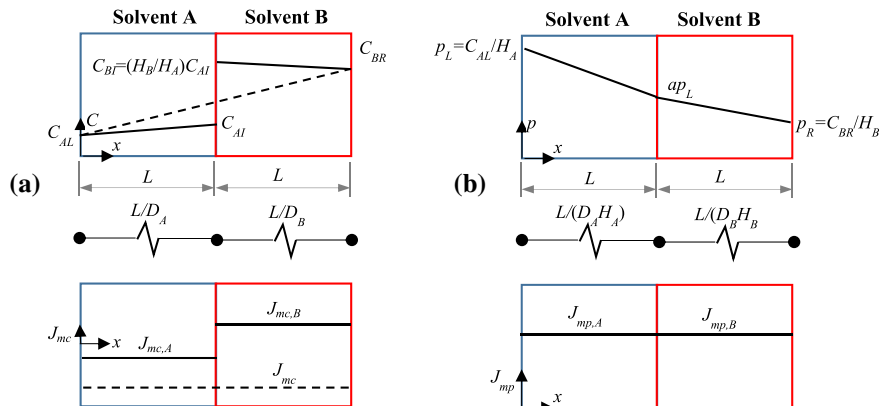 Solvent A Solvent B
C_BI=(H_B/H_A)C_AI
C_BR
C
C_AL
C_AI
x
L L
(a)
L/D_A L/D_B
J_mc,B
J_mc
x
J_mc,A
J_mc
Solvent A Solvent B
p_L=C_AL/H_A
ap_L
p
p_R=C_BR/H_B
x
L L
(b)
L/(D_AH_A) L/(D_BH_B
J_mp,A J_mp,B
J_mp
x